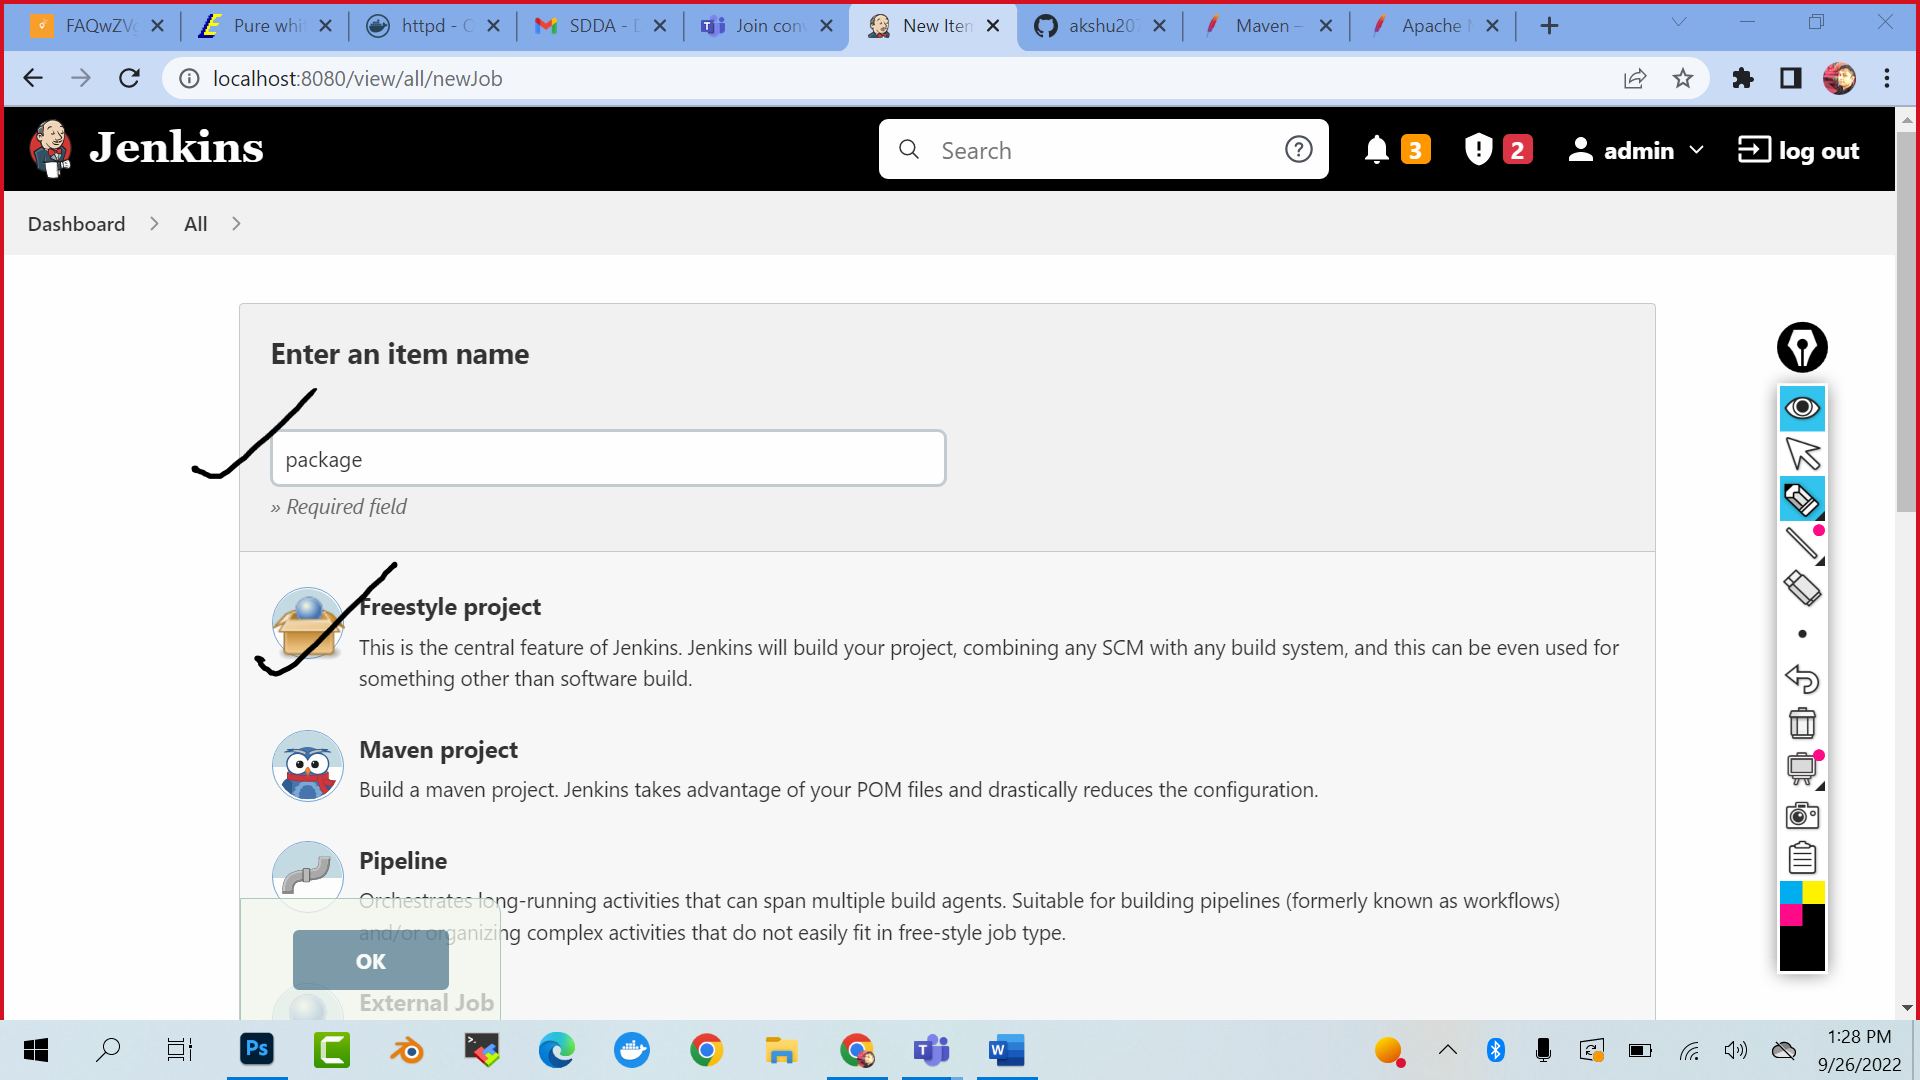 FAQwZVg
Pure whit
httpd - O
SDDA - D
Join conv
New Item
akshu207
Maven –
Apache M
localhost:8080/view/all/newJob
Jenkins
Search
3
2
admin
log out
Dashboard
All
Enter an item name
package
» Required field
Freestyle project
This is the central feature of Jenkins. Jenkins will build your project, combining any SCM with any build system, and this can be even used for
something other than software build.
Maven project
Build a maven project. Jenkins takes advantage of your POM files and drastically reduces the configuration.
Pipeline
Orchestrates long-running activities that can span multiple build agents. Suitable for building pipelines (formerly known as workflows)
and/or organizing complex activities that do not easily fit in free-style job type.
OK
External Job
1:28 PM
9/26/2022